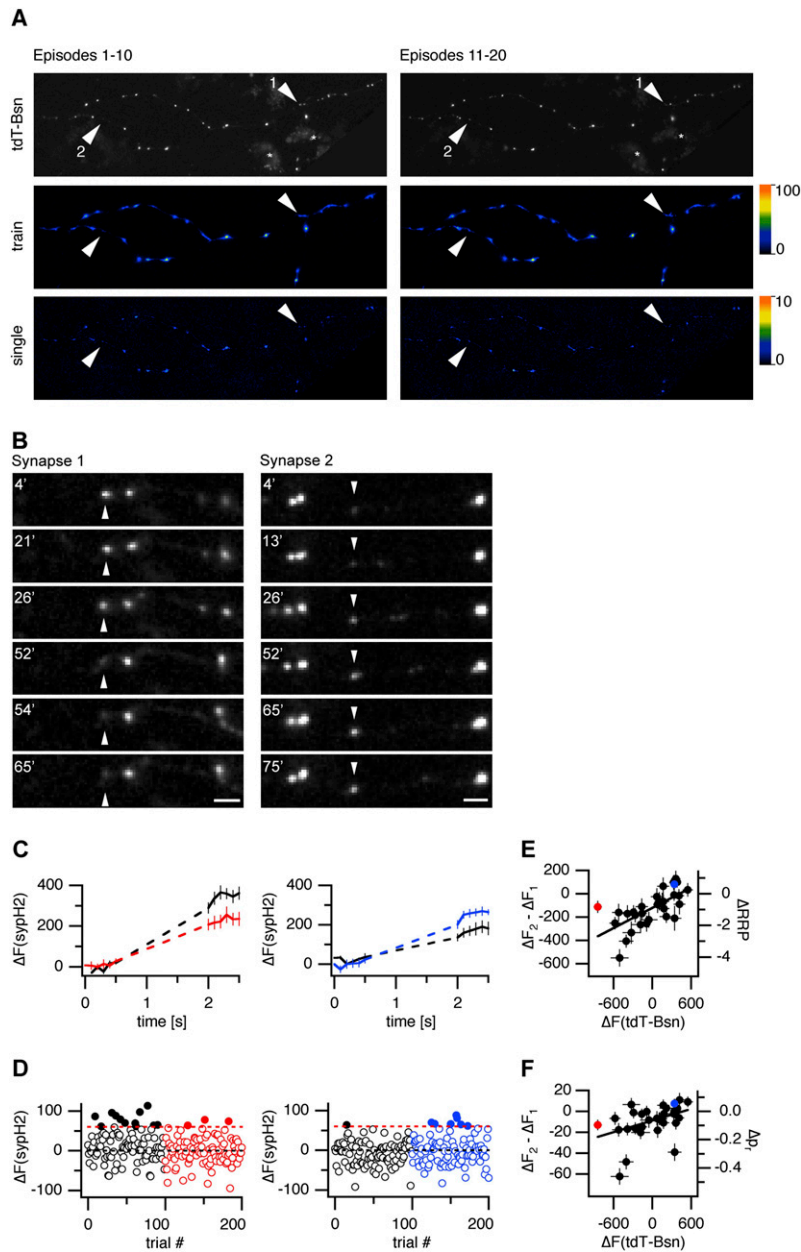 A
Episodes 1-10
Episodes 11-20
tdT-Bsn
1
2
*
*
1
2
*
*
train
100
0
single
10
0
B
Synapse 1
Synapse 2
4'
21'
26'
52'
54'
65'
4'
13'
26'
52'
65'
75'
C
ΔF(sypH2)
400
200
0
0
1
2
time [s]
ΔF(sypH2)
400
200
0
0
1
2
time [s]
E
ΔF2 - ΔF1
200
0
-200
-400
-600
0
-2
-4
ΔRRP
-600
0
600
ΔF(tdT-Bsn)
D
ΔF(sypH2)
100
0
-100
0
100
200
trial #
ΔF(sypH2)
100
0
-100
0
100
200
trial #
F
ΔF2 - ΔF1
20
0
-20
-40
-60
0.0
-0.2
-0.4
Δpr
-600
0
600
ΔF(tdT-Bsn)